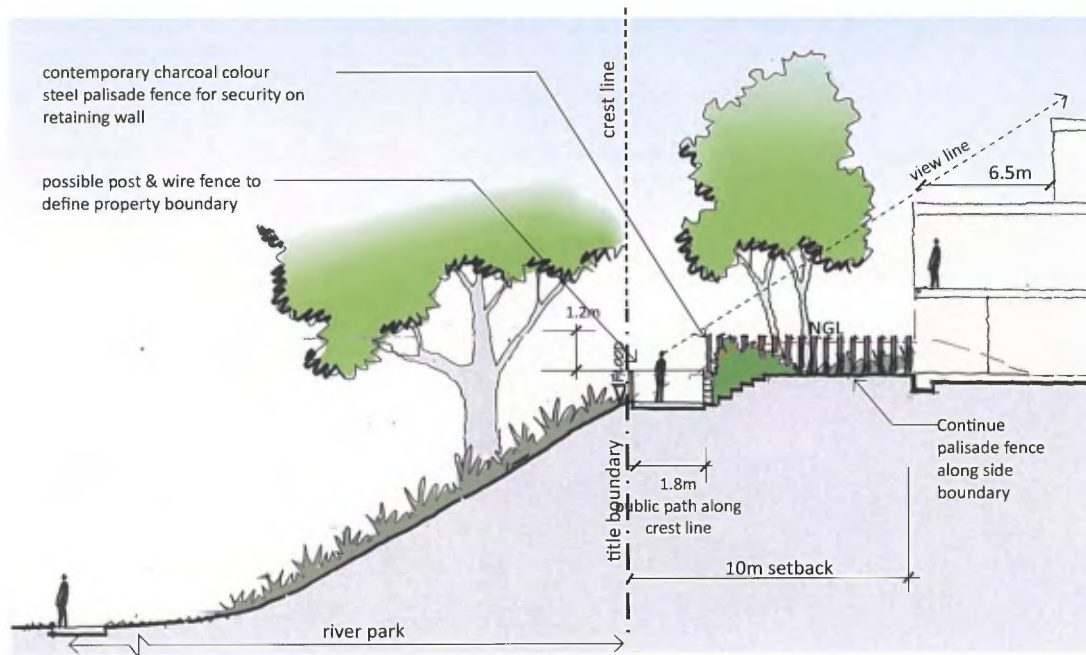 contemporary charcoal colour
steel palisade fence for security on
retaining wall
possible post & wire fence to
define property boundary
crest line
view line
6.5m
1.2m
NGL
1.8m
public path along
crest line
title boundary
Continue
palisade fence
along side
boundary
10m setback
river park